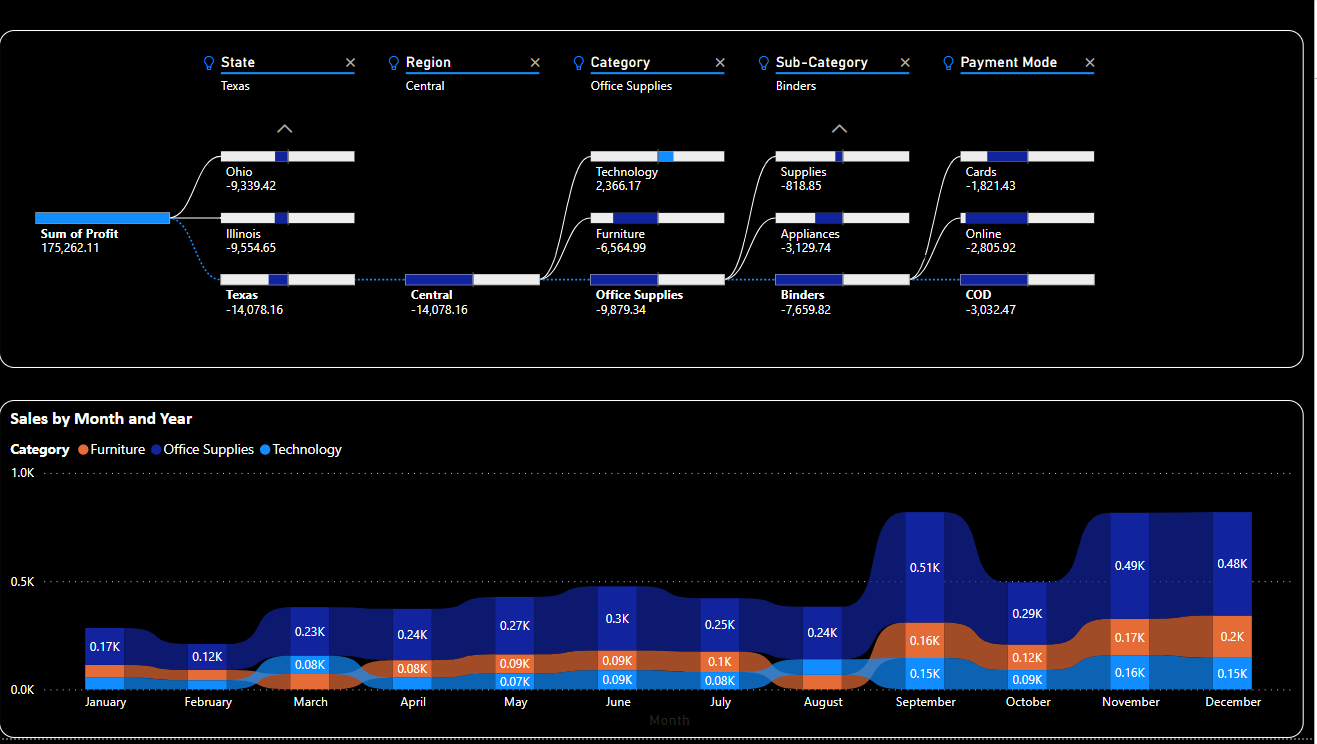 State Region Category Sub-Category Payment Mode
Texas Central Office Supplies Binders
Ohio Technology Supplies Cards
-9,339.42 2,366.17 -818.85 -1,821.43
Sum of Profit Illinois Furniture Appliances Online
175,262.11 -9,554.65 -6,564.99 -3,129.74 -2,805.92
Texas Central Office Supplies Binders COD
-14,078.16 -14,078.16 -9,879.34 -7,659.82 -3,032.47
Sales by Month and Year
Category Furniture Office Supplies Technology
1.0K
0.5K
0.0K
0.17K 0.12K 0.23K 0.24K 0.27K 0.3K 0.25K 0.24K 0.51K 0.29K 0.49K 0.48K
0.08K 0.08K 0.09K 0.09K 0.1K 0.16K 0.12K 0.17K 0.2K
0.07K 0.09K 0.08K 0.15K 0.09K 0.16K 0.15K
January February March April May June July August September October November December
Month